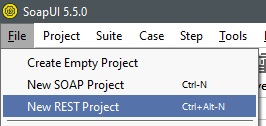 SoapUI 5.5.0
File Project Suite Case Step Tools
Create Empty Project
New SOAP Project Ctrl-N
New REST Project Ctrl+Alt-N